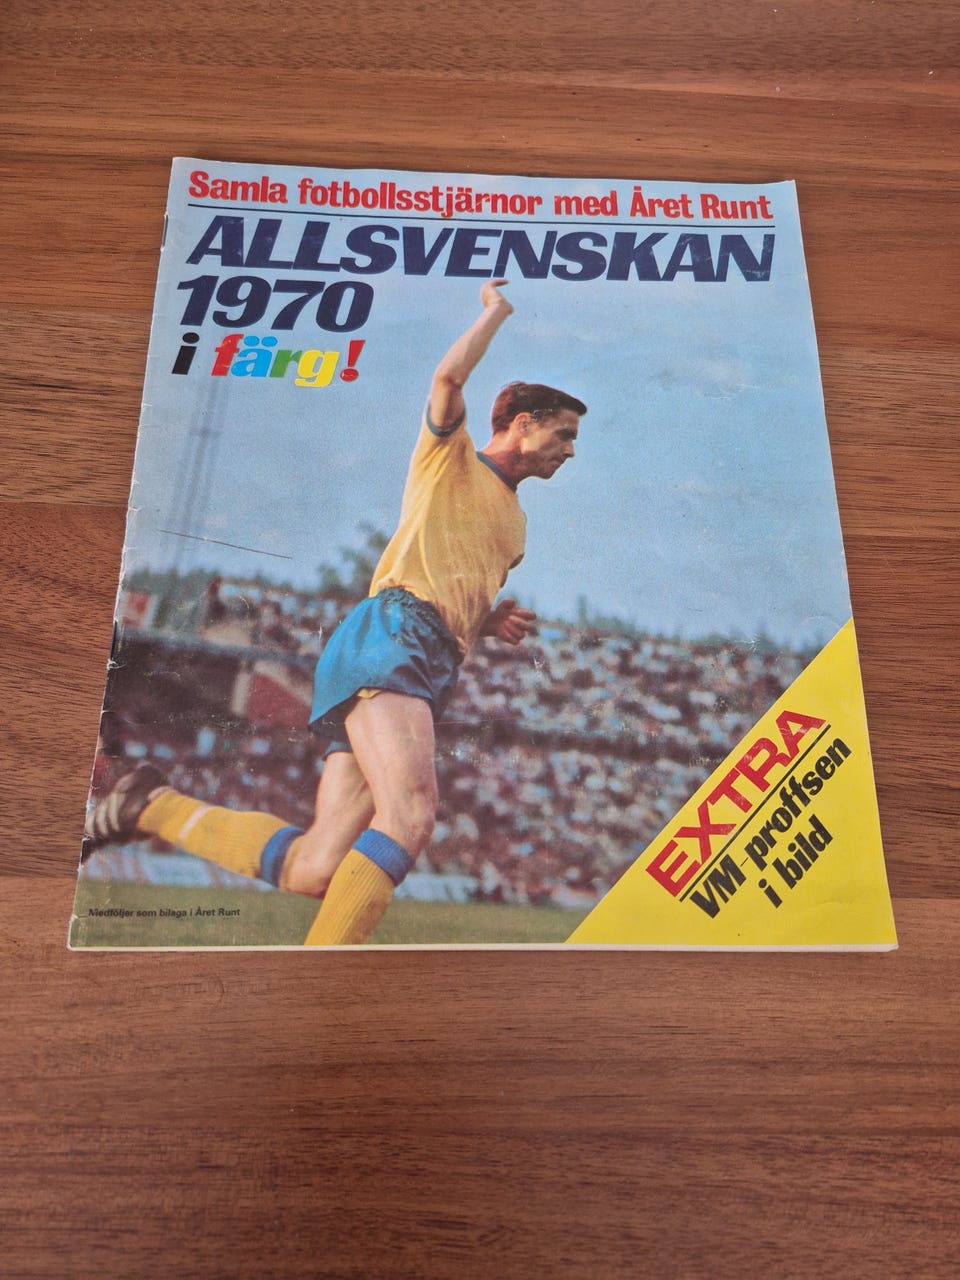 Samla fotbollsstjärnor med Året Runt
ALLSVENSKAN
1970
i färg!
EXTRA
VM-proffsen
i bild
Medföljer som bilaga i Året Runt